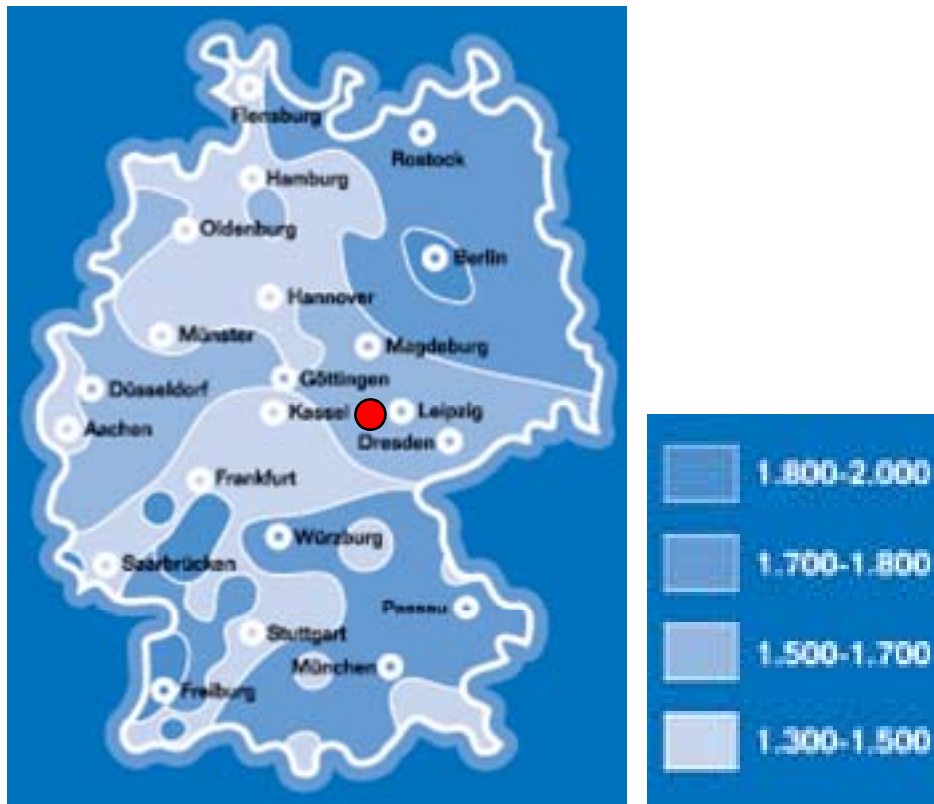 Flensburg
Rostock
Hamburg
Oldenburg
Berlin
Hannover
Münster
Magdeburg
Göttingen
Düsseldorf
Kassel
Leipzig
Aachen
Dresden
Frankfurt
Würzburg
Saarbrücken
Passau
Stuttgart
München
Freiburg
1.800-2.000
1.700-1.800
1.500-1.700
1.300-1.500